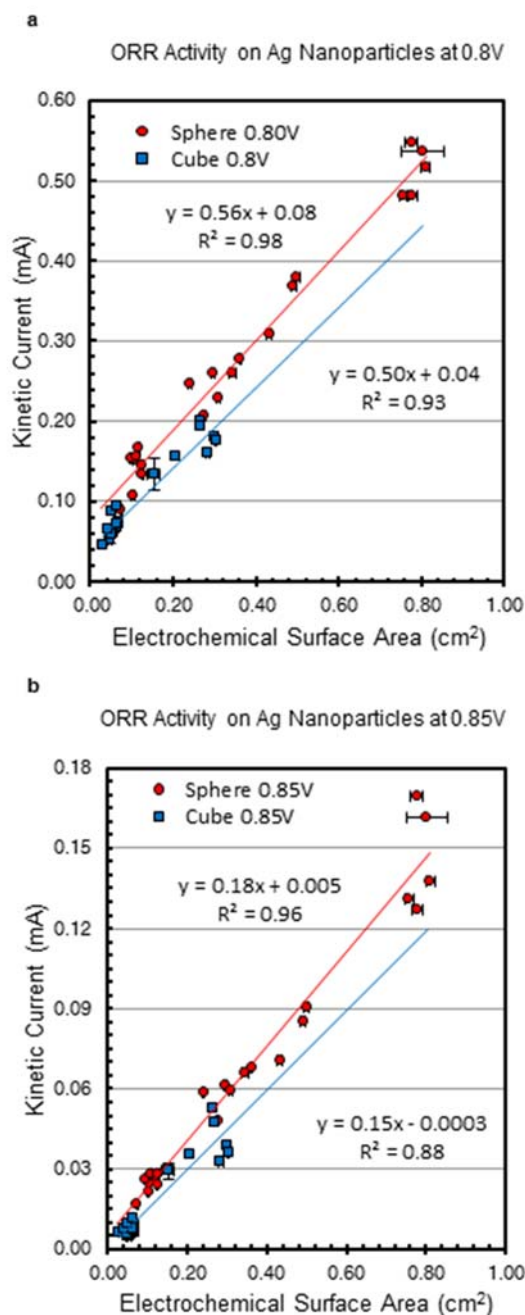 a
ORR Activity on Ag Nanoparticles at 0.8V
0.60
Sphere 0.80V
Cube 0.8V
0.50
y = 0.56x + 0.08
R² = 0.98
0.40
Kinetic Current (mA)
0.30
y = 0.50x + 0.04
R² = 0.93
0.20
0.10
0.00
0.00 0.20 0.40 0.60 0.80 1.00
Electrochemical Surface Area (cm²)
b
ORR Activity on Ag Nanoparticles at 0.85V
0.18
Sphere 0.85V
Cube 0.85V
0.15
y = 0.18x + 0.005
R² = 0.96
0.12
Kinetic Current (mA)
0.09
0.06
y = 0.15x - 0.0003
R² = 0.88
0.03
0.00
0.00 0.20 0.40 0.60 0.80 1.00
Electrochemical Surface Area (cm²)